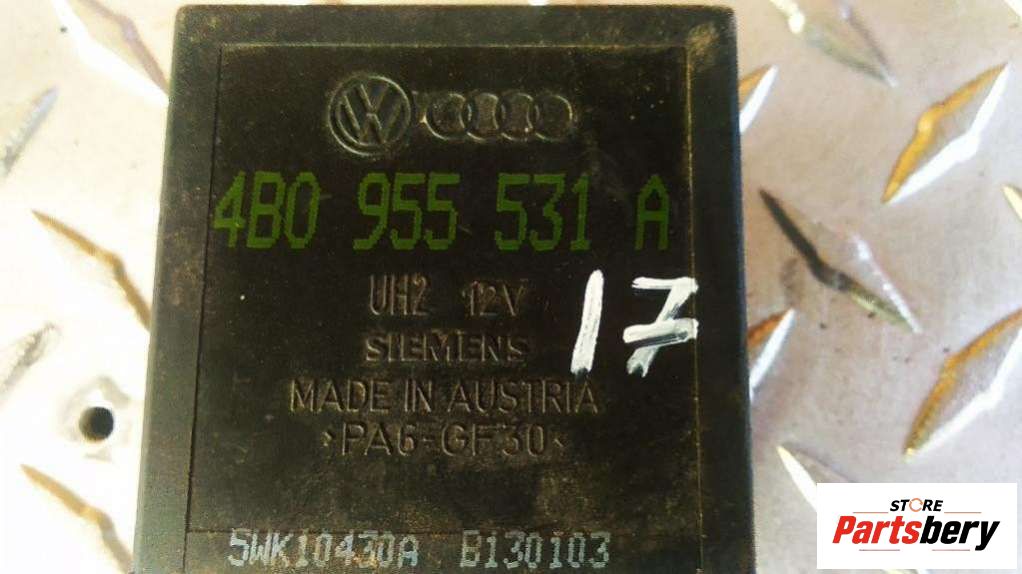 4B0 955 531 A
UH2 12V
17
SIEMENS
MADE IN AUSTRIA
>PA6-GF30<
5WK10430A B130103
STORE
Partsbery